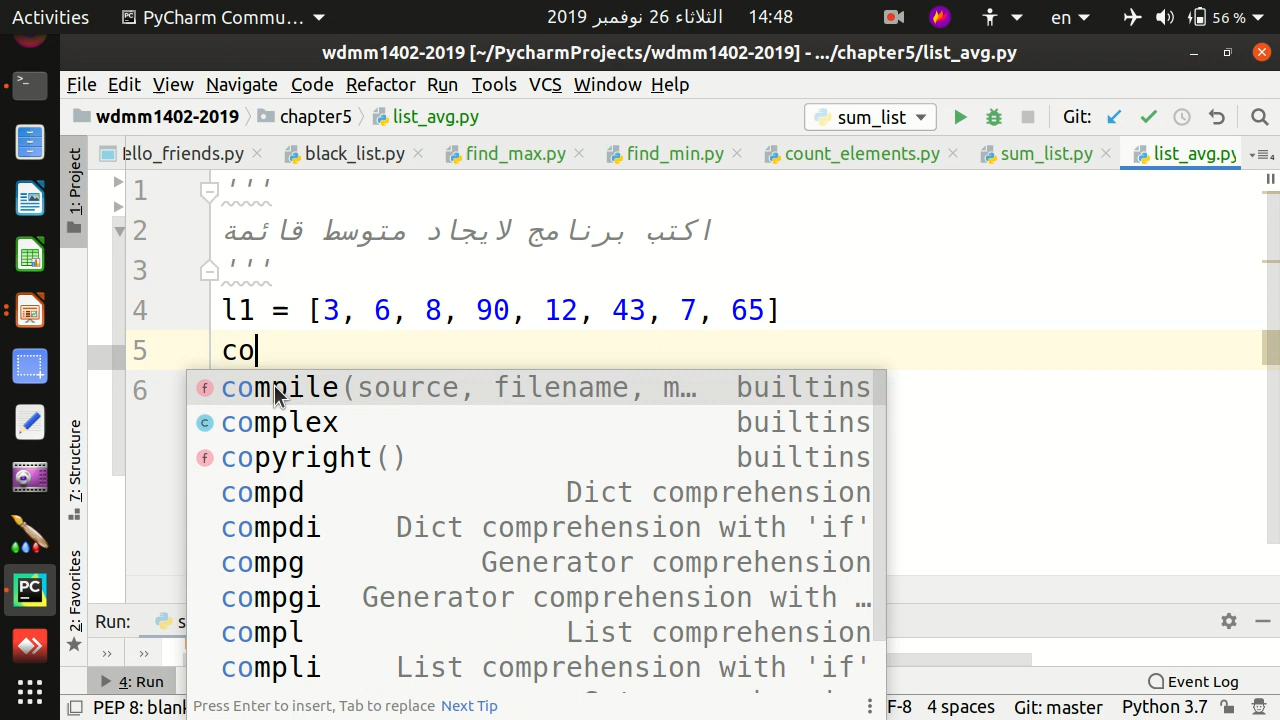 Activities
PyCharm Commu...
الثلاثاء 26 نوفمبر 2019 14:48
en
56 %
wdmm1402-2019 [~/PycharmProjects/wdmm1402-2019] - .../chapter5/list_avg.py
File Edit View Navigate Code Refactor Run Tools VCS Window Help
wdmm1402-2019 chapter5 list_avg.py
sum_list
Git:
ello_friends.py
black_list.py
find_max.py
find_min.py
count_elements.py
sum_list.py
list_avg.py
1: Project
7: Structure
2: Favorites
1 '''
2 اكتب برنامج لايجاد متوسط قائمة
3 '''
4 l1 = [3, 6, 8, 90, 12, 43, 7, 65]
5 co
6
compile(source, filename, m... builtins
complex builtins
copyright() builtins
compd Dict comprehension
compdi Dict comprehension with 'if'
compg Generator comprehension
compgi Generator comprehension with ...
compl List comprehension
compli List comprehension with 'if'
Press Enter to insert, Tab to replace Next Tip
Run: s
4: Run
Event Log
PEP 8: blank
F-8 4 spaces Git: master Python 3.7